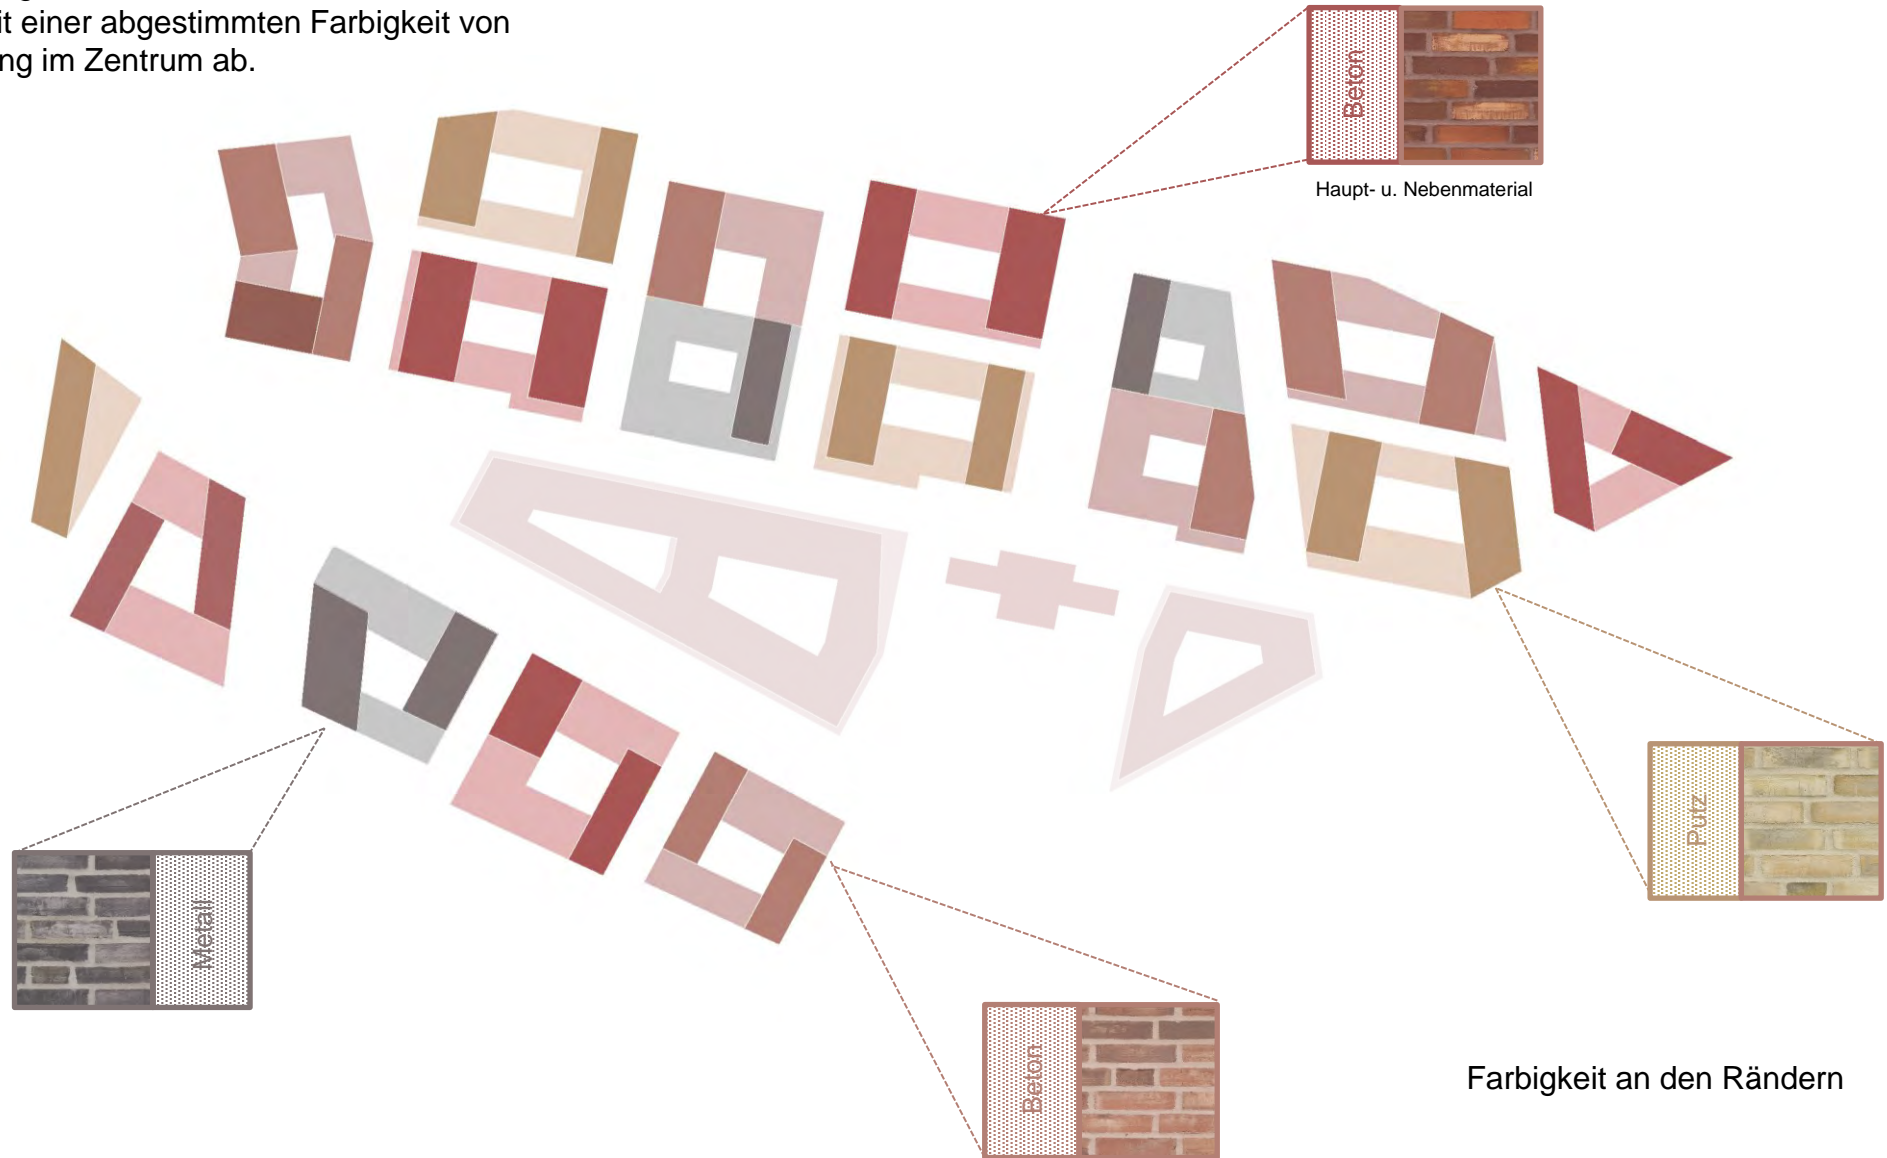 it einer abgestimmten Farbigkeit von
ng im Zentrum ab.
Beton
Haupt- u. Nebenmaterial
Putz
Metall
Beton
Farbigkeit an den Rändern